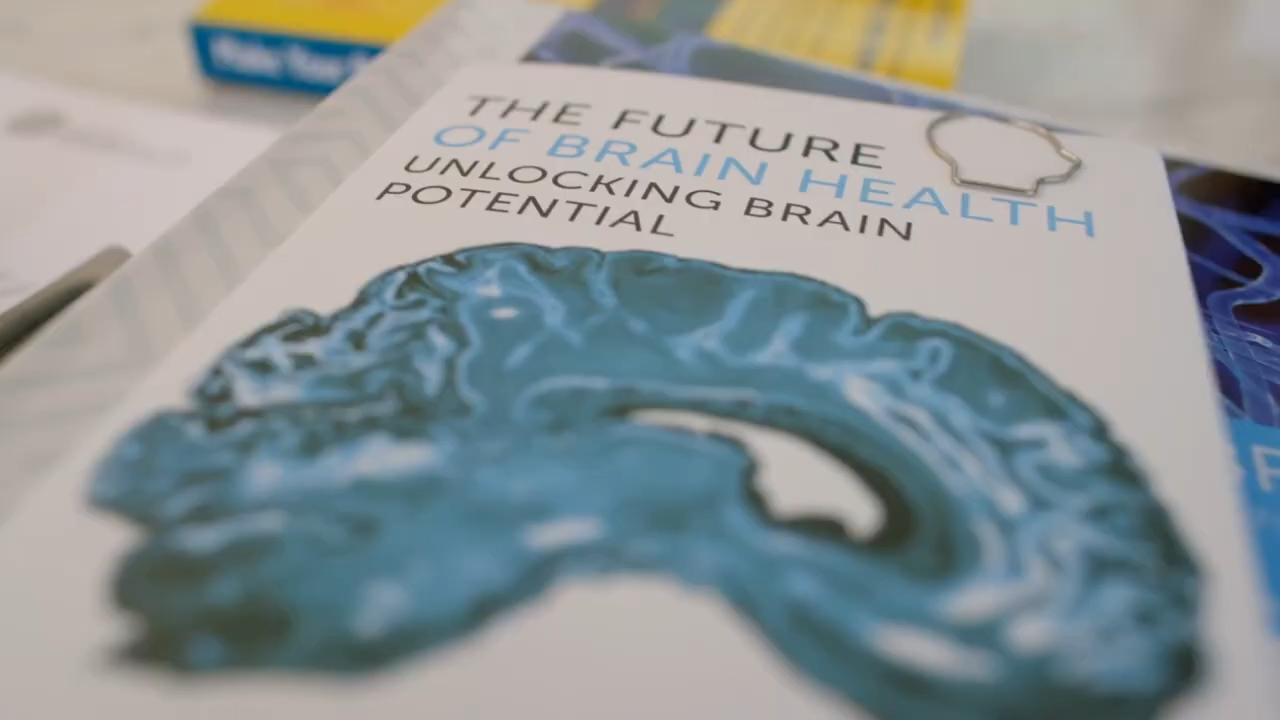 THE FUTURE
OF BRAIN HEALTH
UNLOCKING BRAIN
POTENTIAL